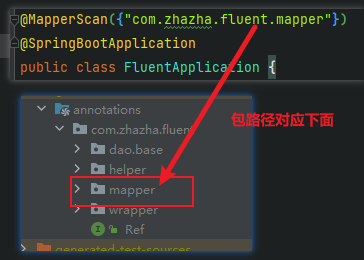 @MapperScan({"com.zhazha.fluent.mapper"})
@SpringBootApplication
public class FluentApplication {
包路径对应下面
annotations
com.zhazha.fluent
dao.base
helper
mapper
wrapper
Ref
generated-test-sources